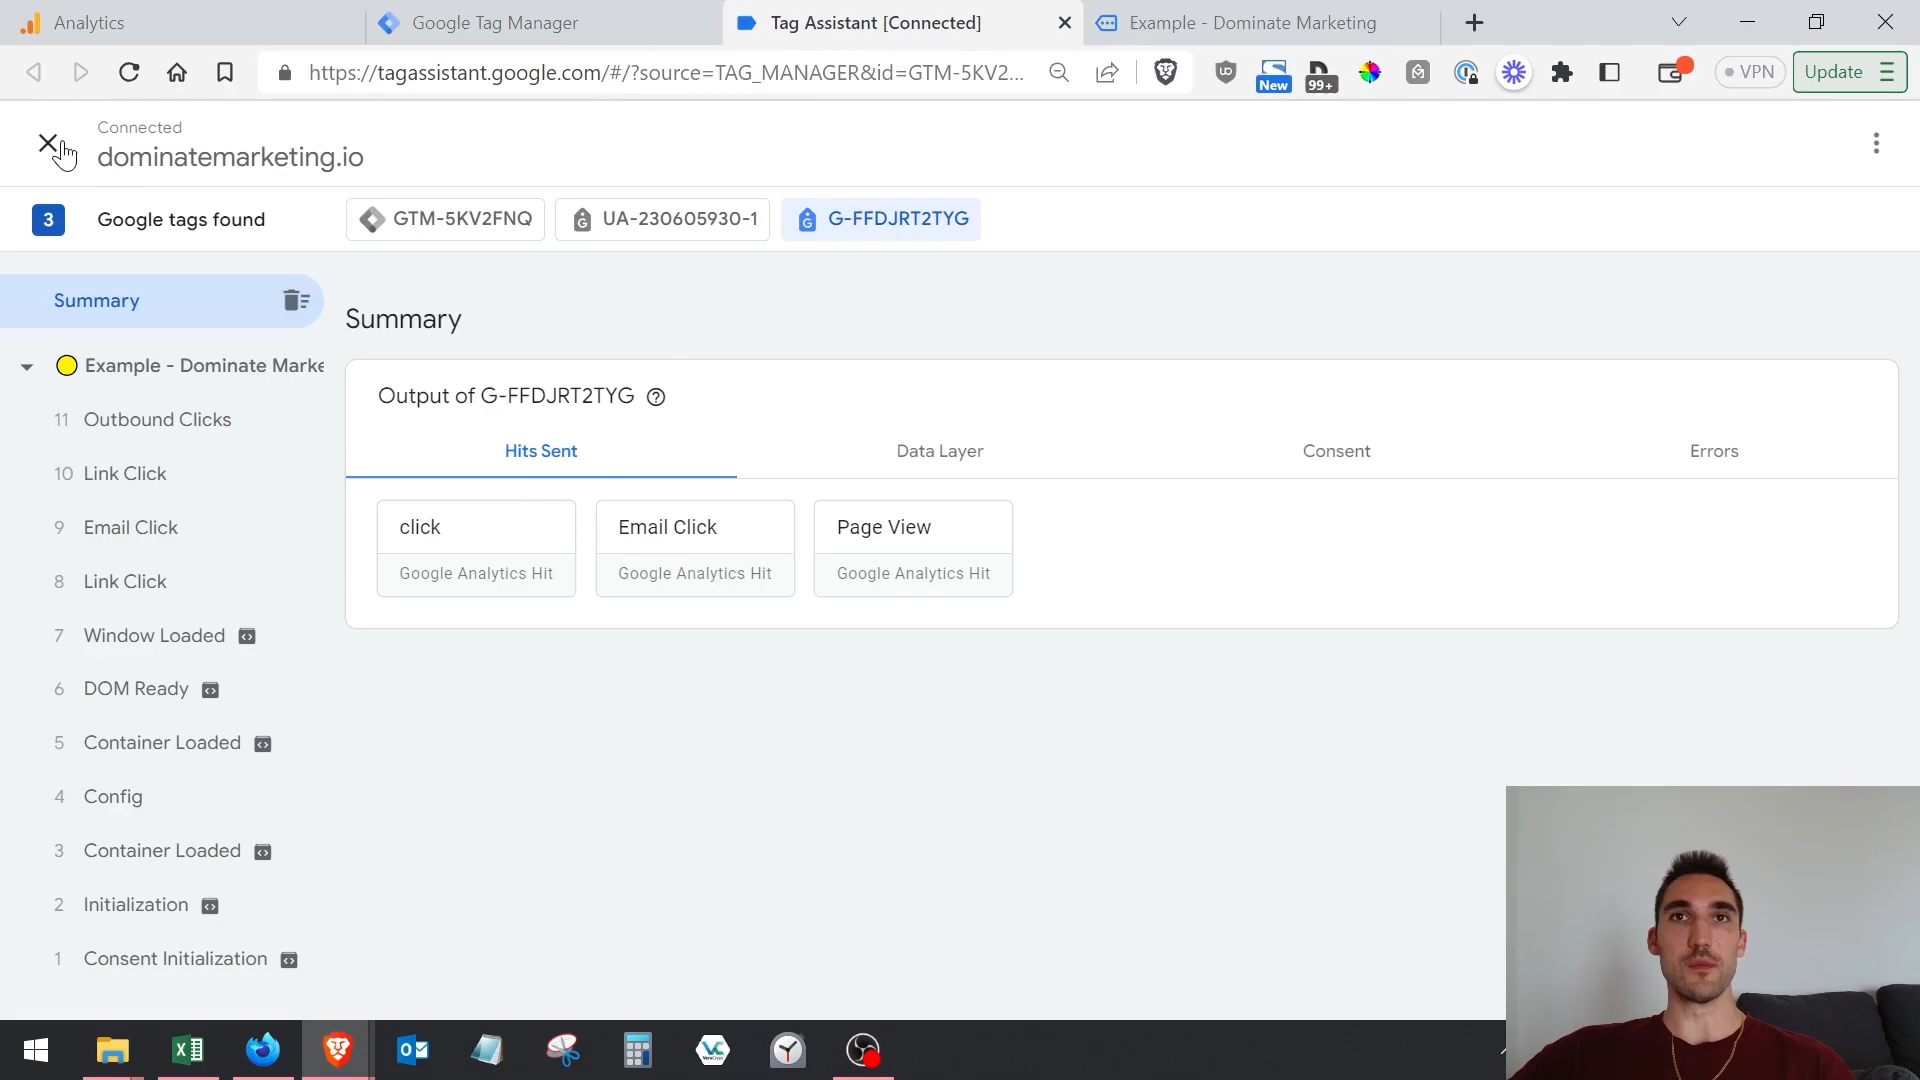 Analytics
Google Tag Manager
Tag Assistant [Connected]
Example - Dominate Marketing
https://tagassistant.google.com/#/?source=TAG_MANAGER&id=GTM-5KV2...
New
99+
VPN
Update
Connected
dominatemarketing.io
3
Google tags found
GTM-5KV2FNQ
UA-230605930-1
G-FFDJRT2TYG
Summary
Example - Dominate Marke
11 Outbound Clicks
10 Link Click
9 Email Click
8 Link Click
7 Window Loaded
6 DOM Ready
5 Container Loaded
4 Config
3 Container Loaded
2 Initialization
1 Consent Initialization
Summary
Output of G-FFDJRT2TYG
Hits Sent
Data Layer
Consent
Errors
click
Google Analytics Hit
Email Click
Google Analytics Hit
Page View
Google Analytics Hit